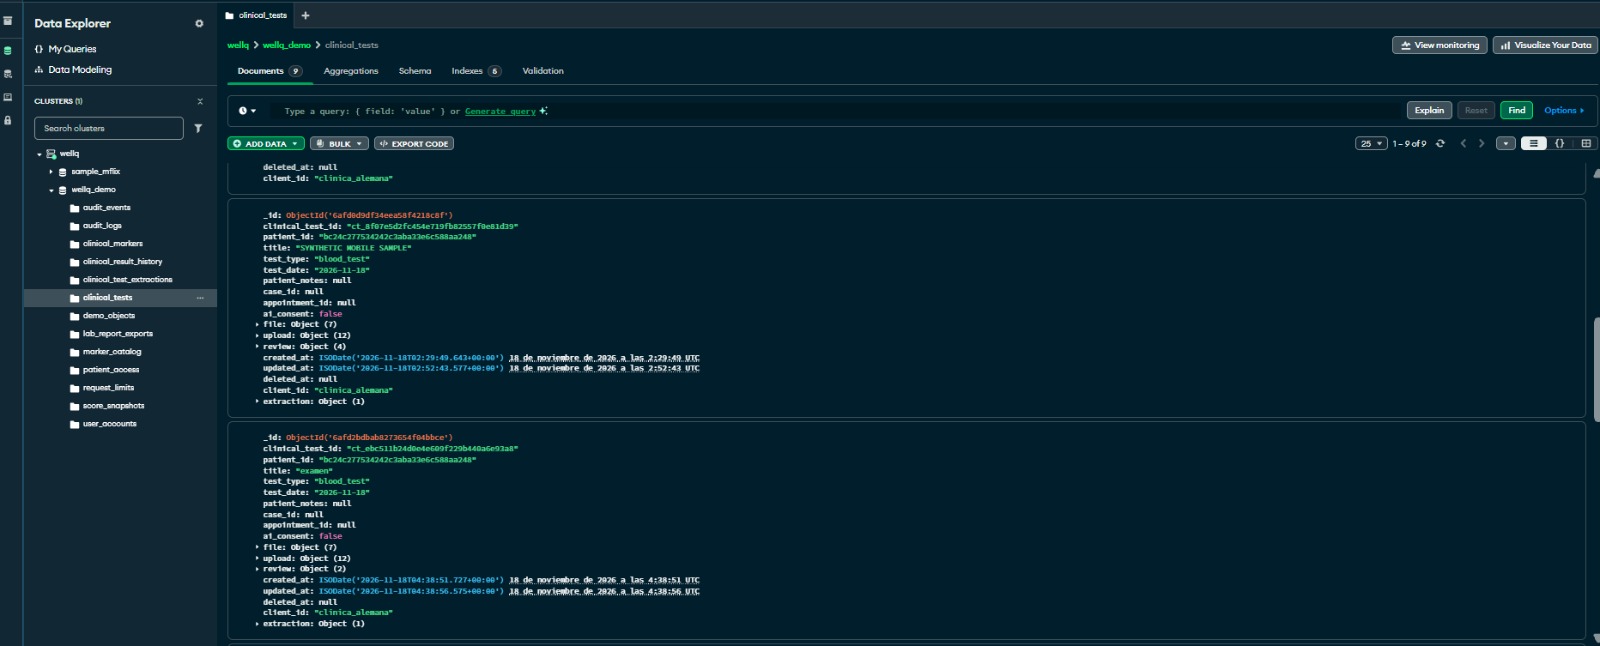 Data Explorer
My Queries
Data Modeling
CLUSTERS (1)
Search clusters
wellq
sample_mflix
wellq_demo
audit_events
audit_logs
clinical_markers
clinical_result_history
clinical_test_extractions
clinical_tests
demo_objects
lab_report_exports
marker_catalog
patient_access
request_limits
score_snapshots
user_accounts
clinical_tests
wellq > wellq_demo > clinical_tests
View monitoring
Visualize Your Data
Documents 9 Aggregations Schema Indexes 5 Validation
Type a query: { field: 'value' } or Generate query
Explain Reset Find Options
ADD DATA BULK EXPORT CODE
25 1 – 9 of 9
deleted_at: null
client_id: "clinica_alemana"
_id: ObjectId('6afd0d9df34eea58f4218c8f')
clinical_test_id: "ct_8f07e5d2fc454e719fb82557f0e81d39"
patient_id: "bc24c277534242c3aba33e6c588aa248"
title: "SYNTHETIC MOBILE SAMPLE"
test_type: "blood_test"
test_date: "2026-11-18"
patient_notes: null
case_id: null
appointment_id: null
ai_consent: false
file: Object (7)
upload: Object (12)
review: Object (4)
created_at: ISODate('2026-11-18T02:29:49.643+00:00') 18 de noviembre de 2026 a las 2:29:49 UTC
updated_at: ISODate('2026-11-18T02:52:43.577+00:00') 18 de noviembre de 2026 a las 2:52:43 UTC
deleted_at: null
client_id: "clinica_alemana"
extraction: Object (1)
_id: ObjectId('6afd2bdbab8273654f04bbce')
clinical_test_id: "ct_ebc511b24d0e4e609f229b440a6e93a8"
patient_id: "bc24c277534242c3aba33e6c588aa248"
title: "examen"
test_type: "blood_test"
test_date: "2026-11-18"
patient_notes: null
case_id: null
appointment_id: null
ai_consent: false
file: Object (7)
upload: Object (12)
review: Object (2)
created_at: ISODate('2026-11-18T04:38:51.727+00:00') 18 de noviembre de 2026 a las 4:38:51 UTC
updated_at: ISODate('2026-11-18T04:38:56.575+00:00') 18 de noviembre de 2026 a las 4:38:56 UTC
deleted_at: null
client_id: "clinica_alemana"
extraction: Object (1)